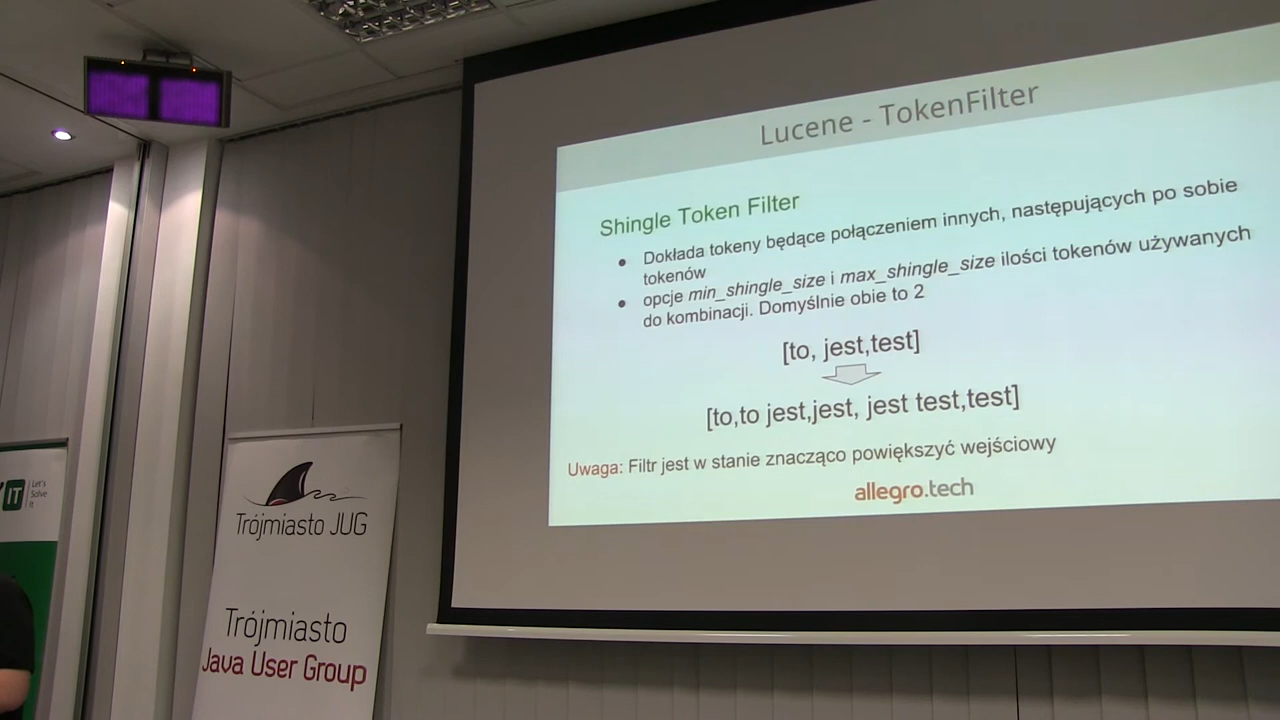 Lucene - TokenFilter
Shingle Token Filter
● Dokłada tokeny będące połączeniem innych, następujących po sobie
tokenów
● opcje min_shingle_size i max_shingle_size ilości tokenów używanych
do kombinacji. Domyślnie obie to 2
[to, jest,test]
[to,to jest,jest, jest test,test]
Uwaga: Filtr jest w stanie znacząco powiększyć wejściowy
allegro.tech
IT
Let's
Solve
It
Trójmiasto JUG
Trójmiasto
Java User Group